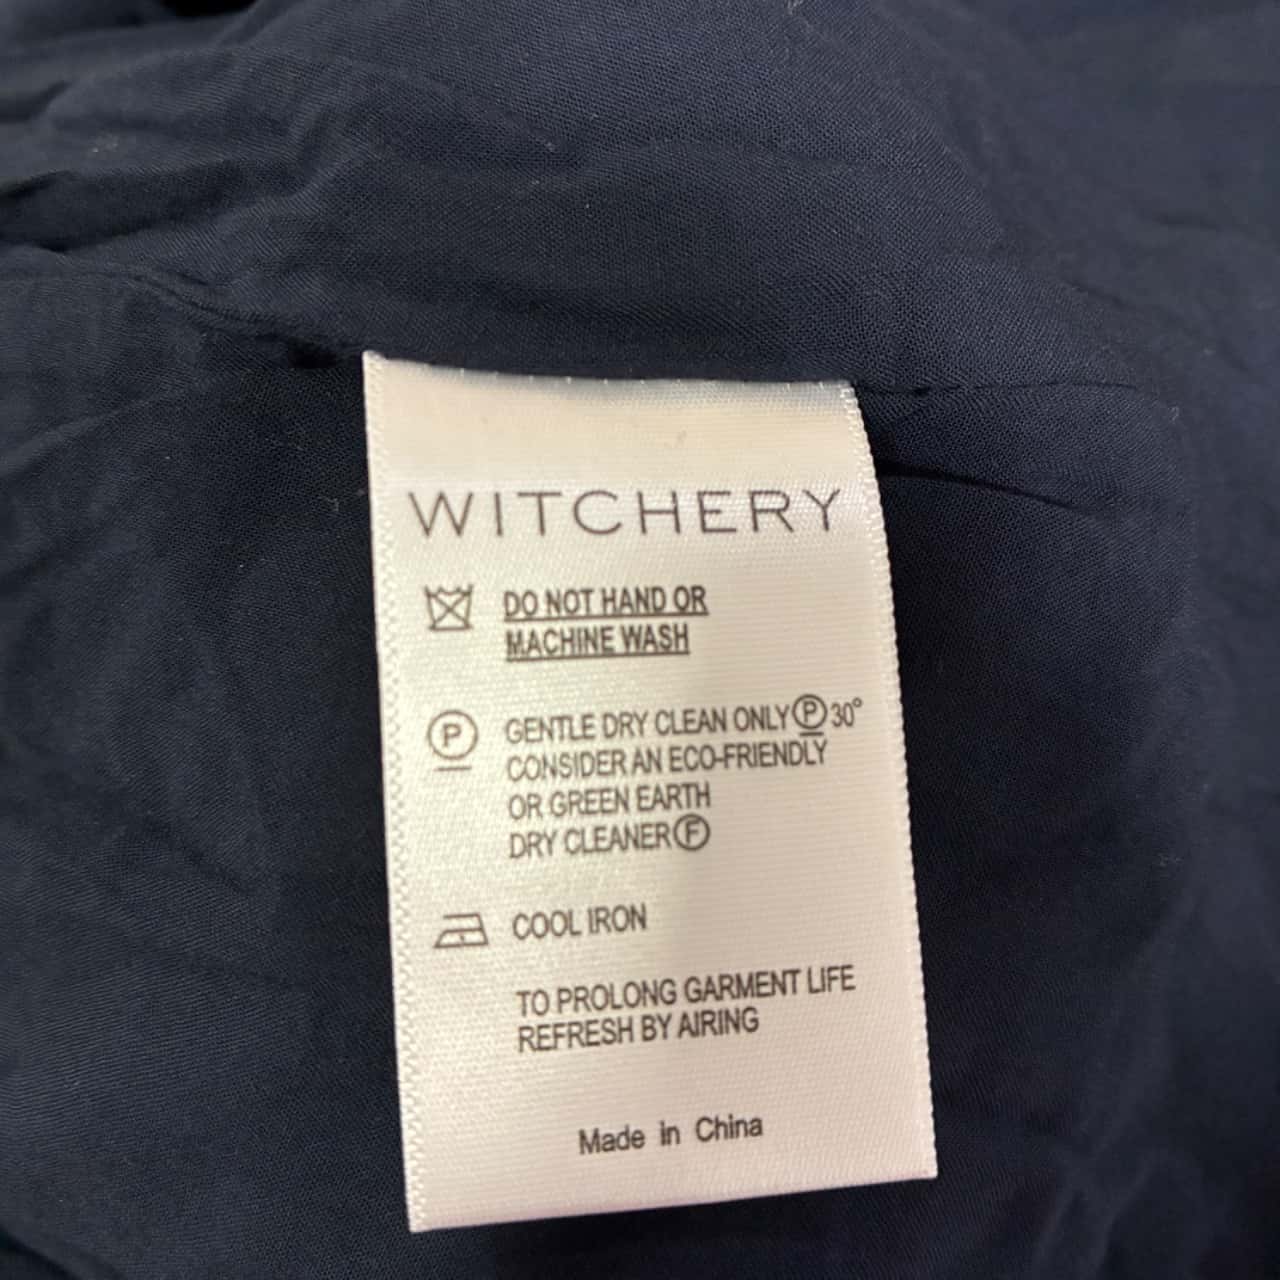 WITCHERY
DO NOT HAND OR
MACHINE WASH
P
GENTLE DRY CLEAN ONLY Ⓟ 30°
CONSIDER AN ECO-FRIENDLY
OR GREEN EARTH
DRY CLEANER Ⓕ
COOL IRON
TO PROLONG GARMENT LIFE
REFRESH BY AIRING
Made in China